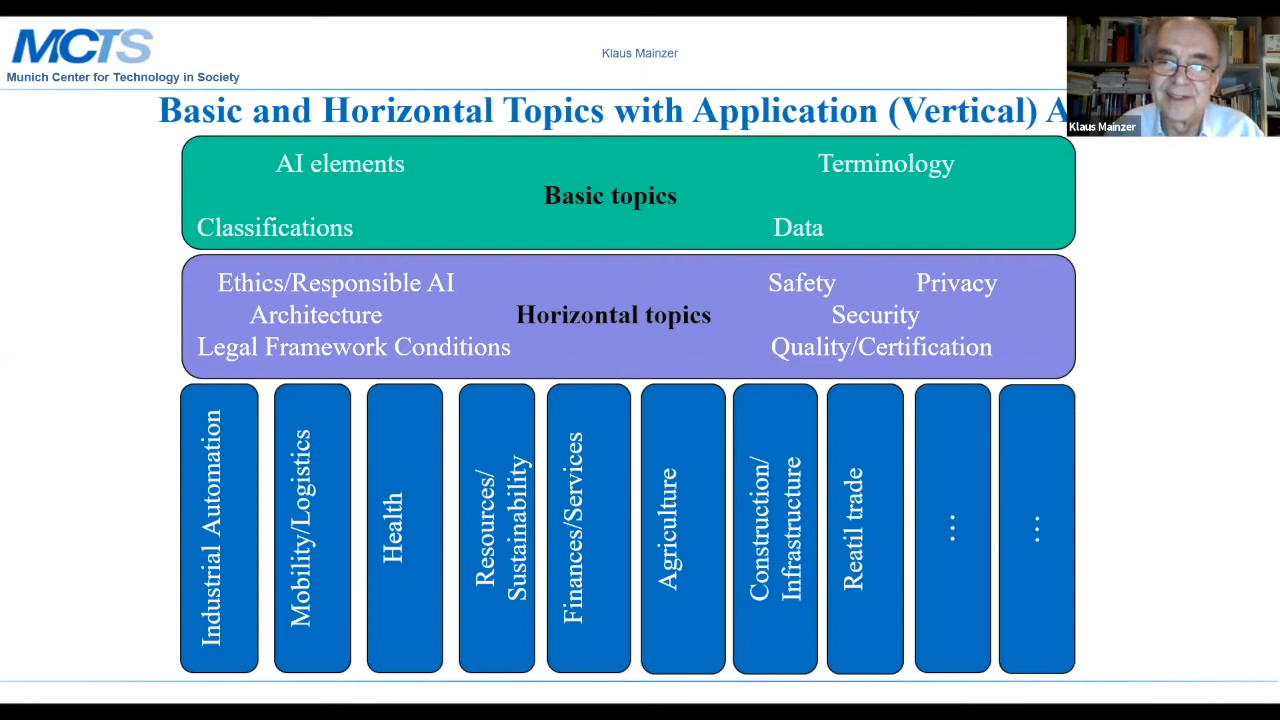 MCTS
Munich Center for Technology in Society
Klaus Mainzer
Basic and Horizontal Topics with Application (Vertical) A
Klaus Mainzer
AI elements
Terminology
Basic topics
Classifications
Data
Ethics/Responsible AI
Safety
Privacy
Architecture
Horizontal topics
Security
Legal Framework Conditions
Quality/Certification
Industrial Automation
Mobility/Logistics
Health
Resources/
Sustainability
Finances/Services
Agriculture
Construction/
Infrastructure
Reatil trade
...
...